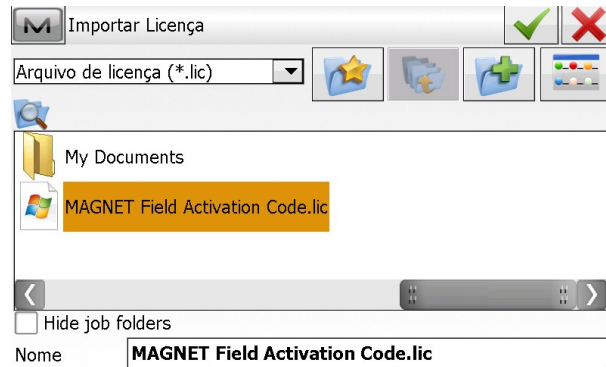 Importar Licença
Arquivo de licença (*.lic)
My Documents
MAGNET Field Activation Code.lic
Hide job folders
Nome MAGNET Field Activation Code.lic